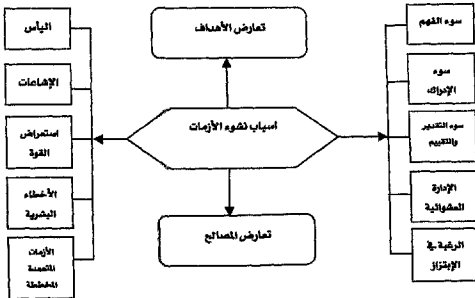 سوء الفهم
سوء
الإدراك
سوء التقدير
والتقييم
الإدارة
العشوائية
الرغبة في
الإبتزاز
تعارض الأهداف
أسباب نشوء الأزمات
تعارض المصالح
اليأس
الإشاعات
استعراض
القوة
الأخطاء
البشرية
الأزمات
المتعمدة
المخططة